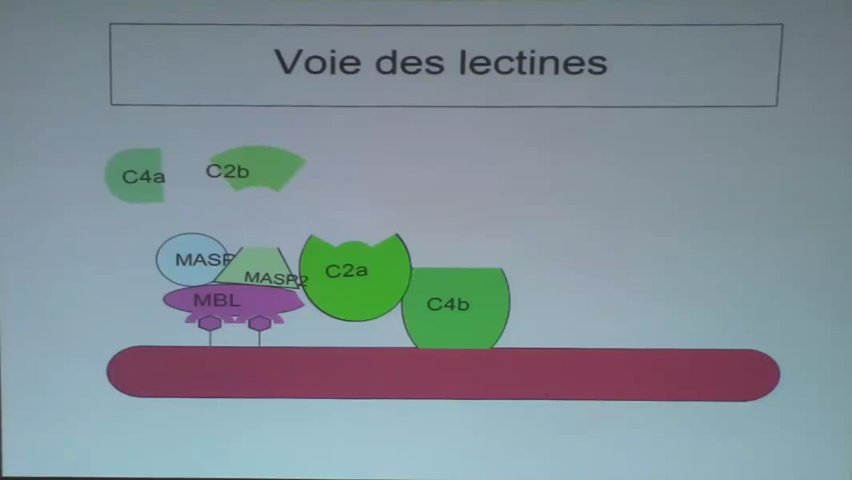 Voie des lectines
C4a
C2b
MASP
MASP2
C2a
MBL
C4b